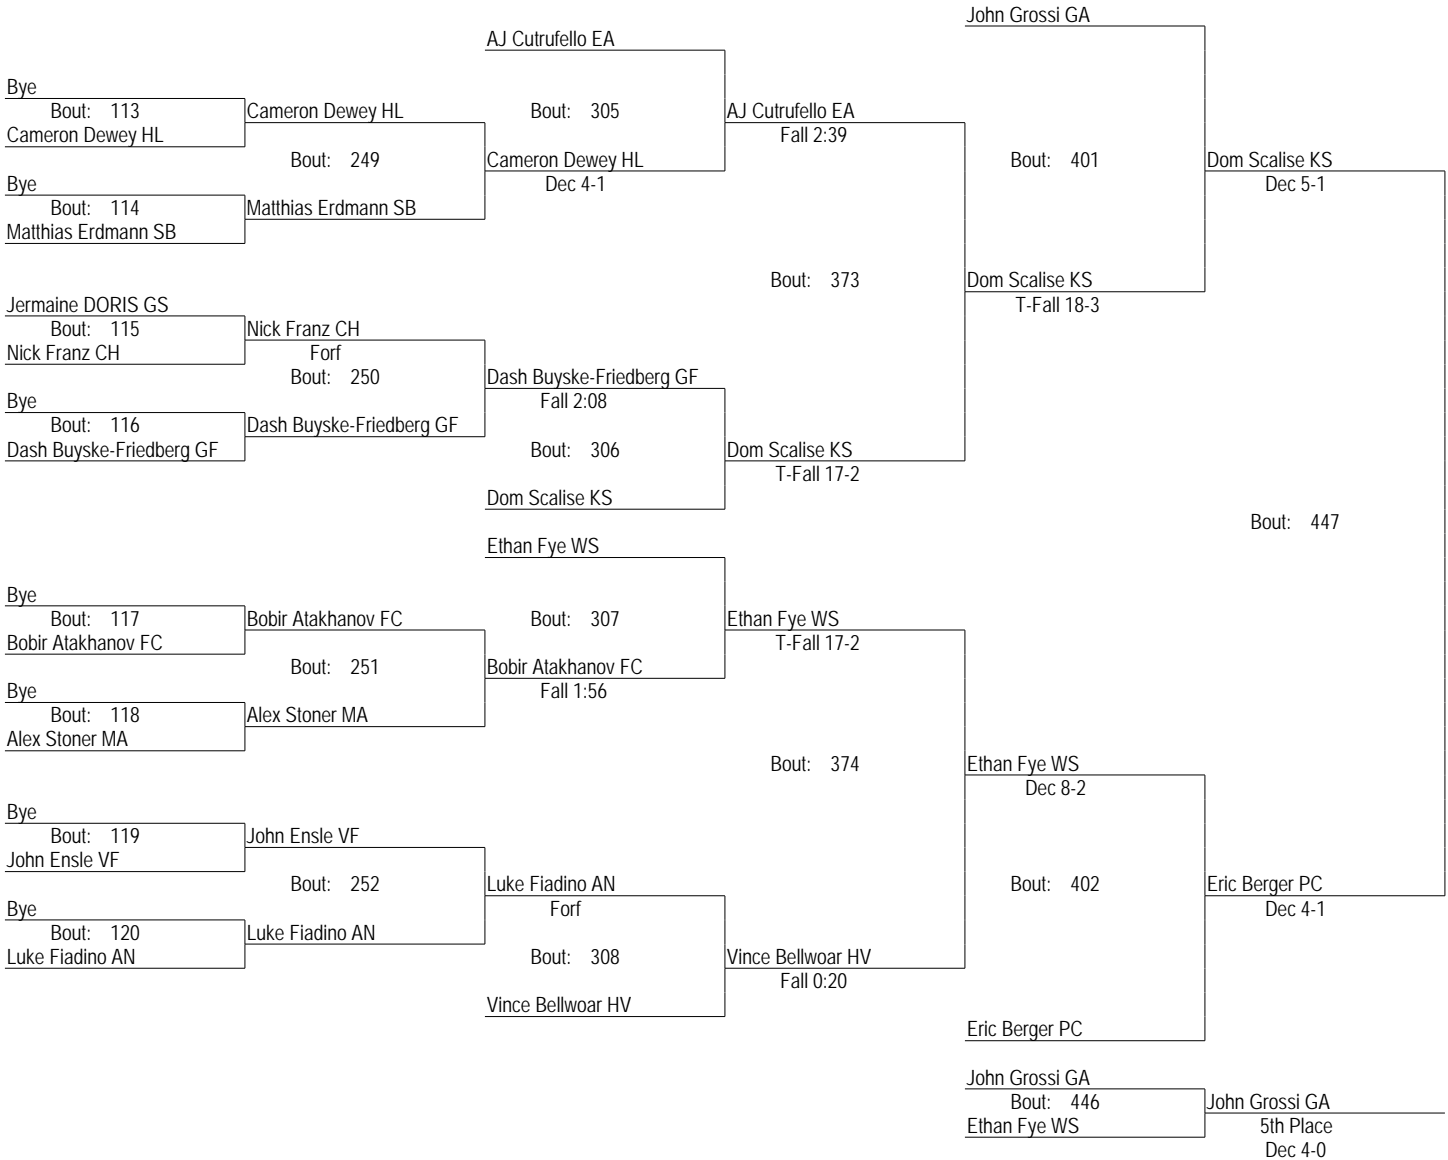 John Grossi GA
AJ Cutrufello EA
Bye
Bout: 113
Cameron Dewey HL
Bout: 305
AJ Cutrufello EA
Cameron Dewey HL
Fall 2:39
Bout: 249
Cameron Dewey HL
Bout: 401
Dom Scalise KS
Dec 4-1
Dec 5-1
Bye
Bout: 114
Matthias Erdmann SB
Matthias Erdmann SB
Bout: 373
Dom Scalise KS
T-Fall 18-3
Jermaine DORIS GS
Bout: 115
Nick Franz CH
Nick Franz CH
Forf
Bout: 250
Dash Buyske-Friedberg GF
Fall 2:08
Bye
Bout: 116
Dash Buyske-Friedberg GF
Dash Buyske-Friedberg GF
Bout: 306
Dom Scalise KS
T-Fall 17-2
Dom Scalise KS
Bout: 447
Ethan Fye WS
Bye
Bout: 117
Bobir Atakhanov FC
Bout: 307
Ethan Fye WS
Bobir Atakhanov FC
T-Fall 17-2
Bout: 251
Bobir Atakhanov FC
Fall 1:56
Bye
Bout: 118
Alex Stoner MA
Alex Stoner MA
Bout: 374
Ethan Fye WS
Dec 8-2
Bye
Bout: 119
John Ensle VF
John Ensle VF
Bout: 252
Luke Fiadino AN
Bout: 402
Eric Berger PC
Forf
Dec 4-1
Bye
Bout: 120
Luke Fiadino AN
Luke Fiadino AN
Bout: 308
Vince Bellwoar HV
Fall 0:20
Vince Bellwoar HV
Eric Berger PC
John Grossi GA
Bout: 446
John Grossi GA
Ethan Fye WS
5th Place
Dec 4-0